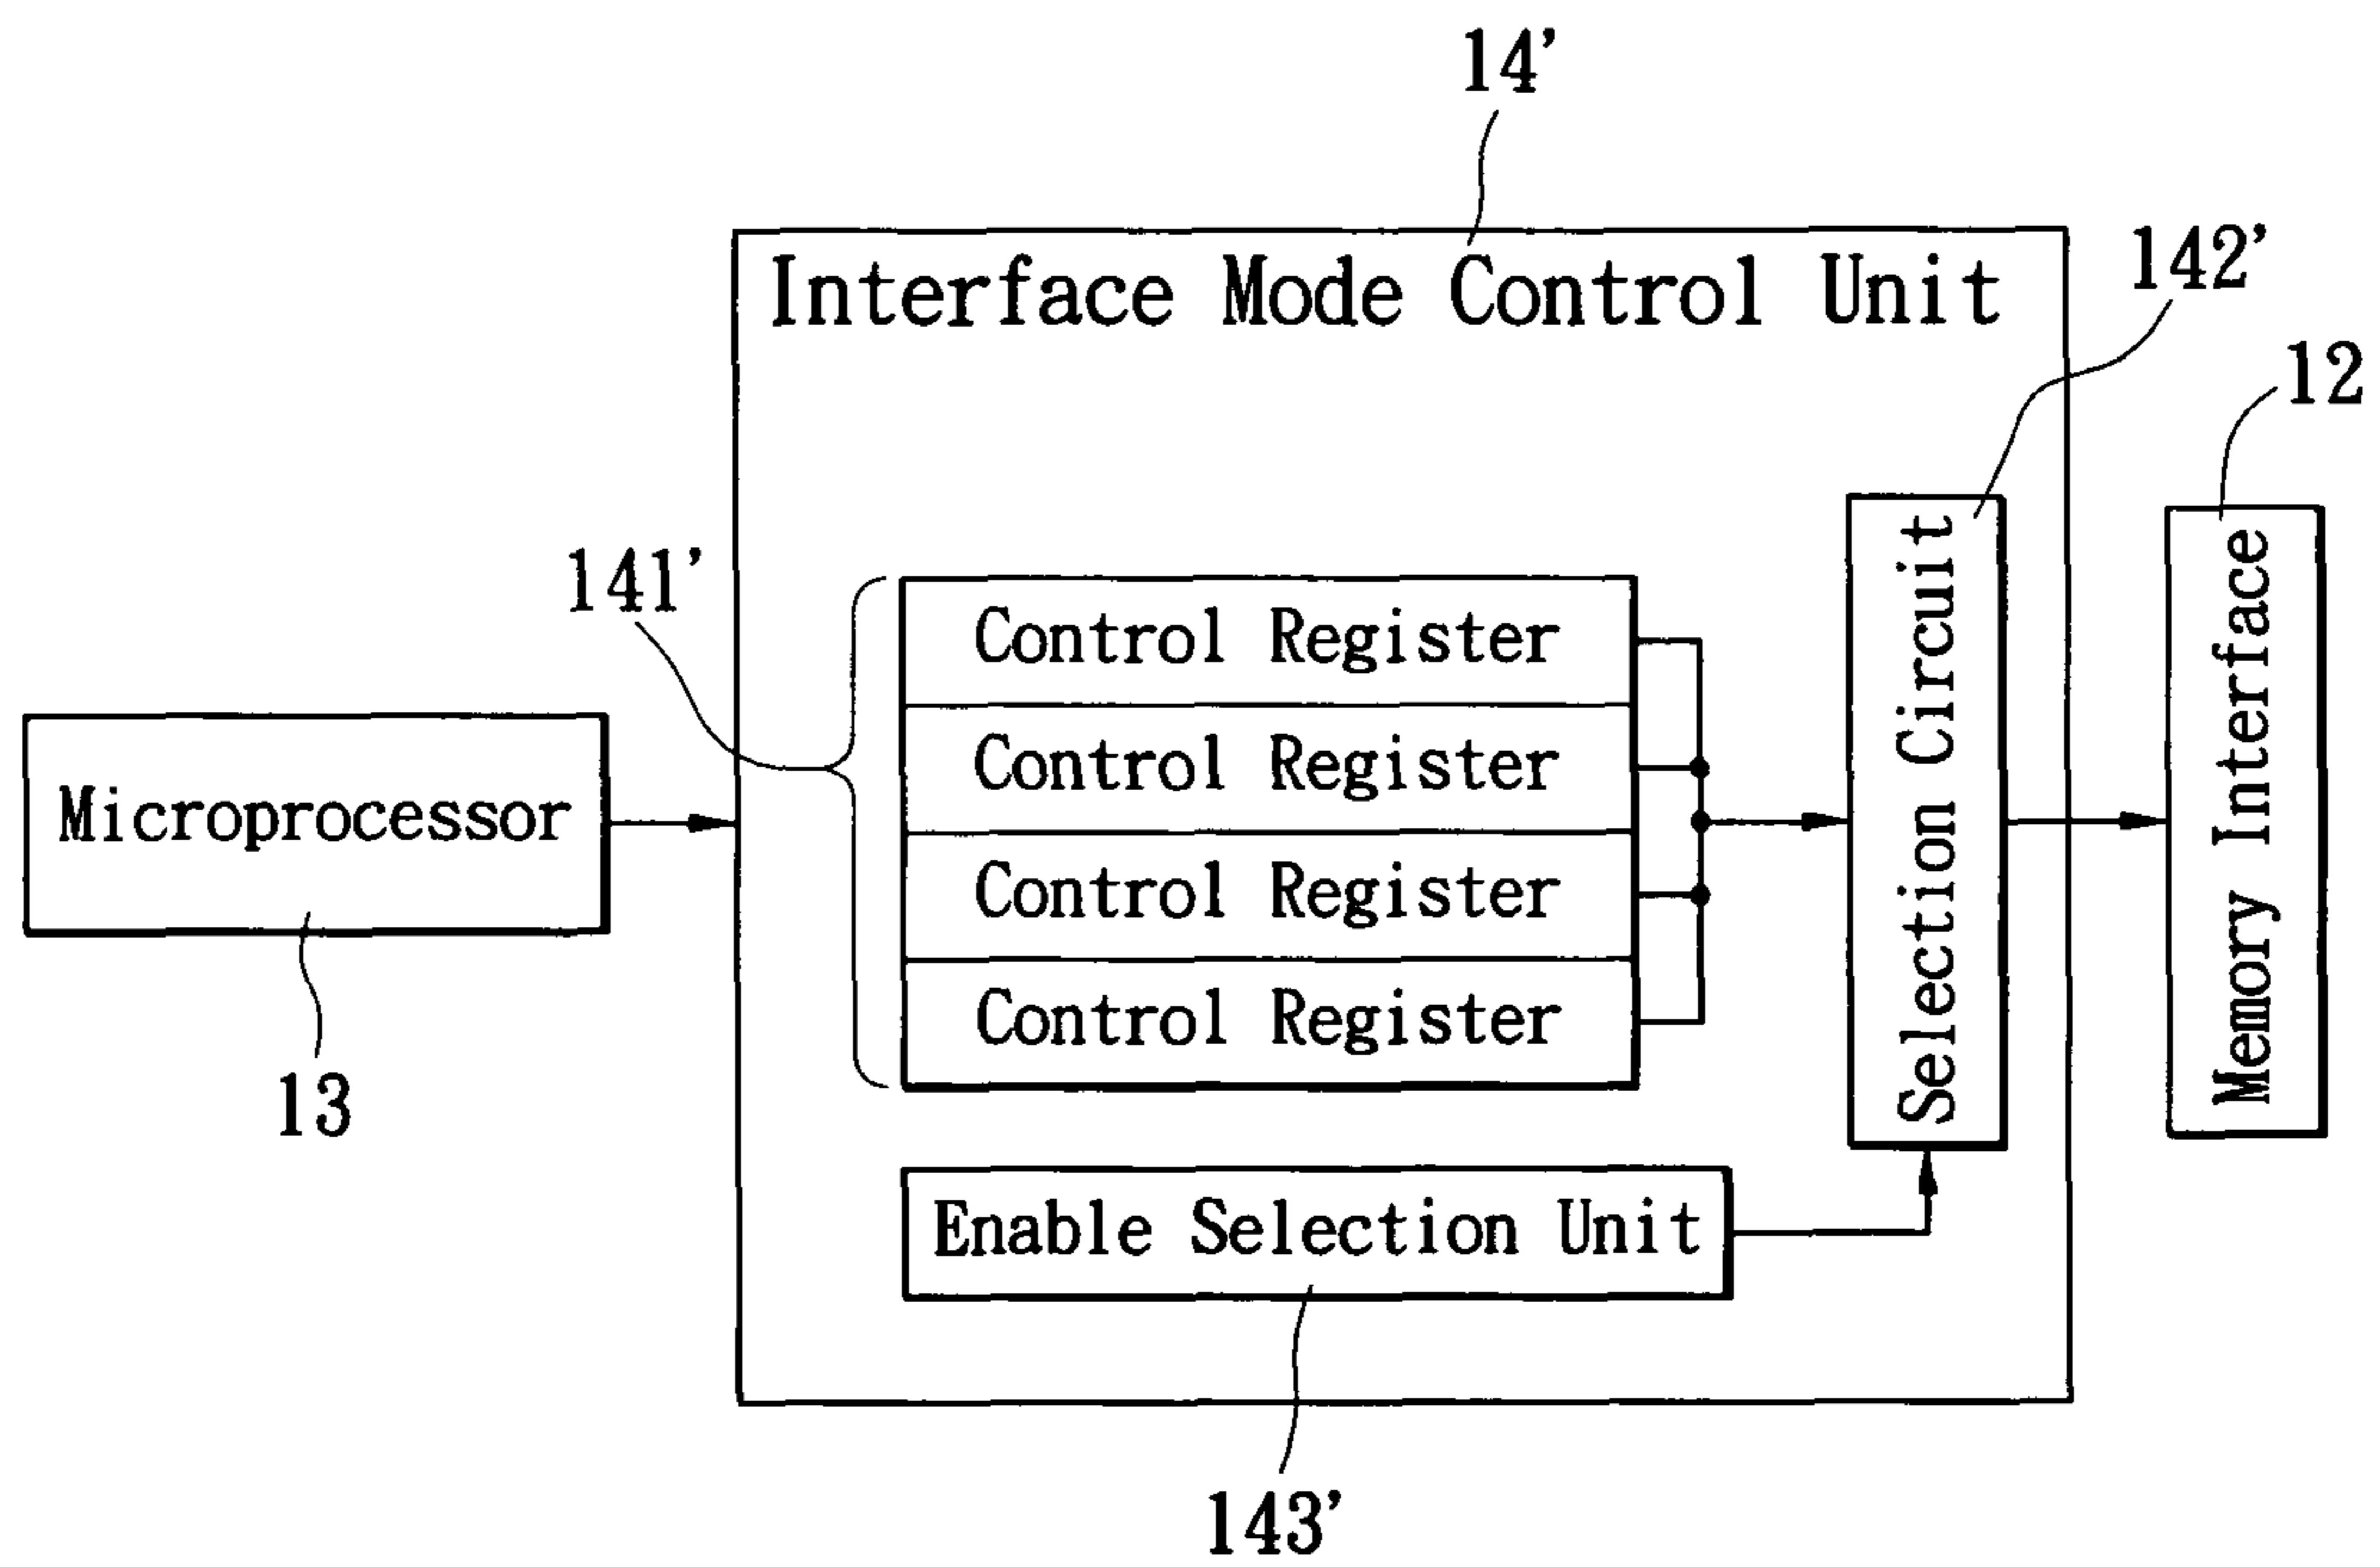 14'
Interface Mode Control Unit
142'
12
141'
Control Register
Control Register
Control Register
Control Register
Microprocessor
13
Selection Circuit
Memory Interface
Enable Selection Unit
143'